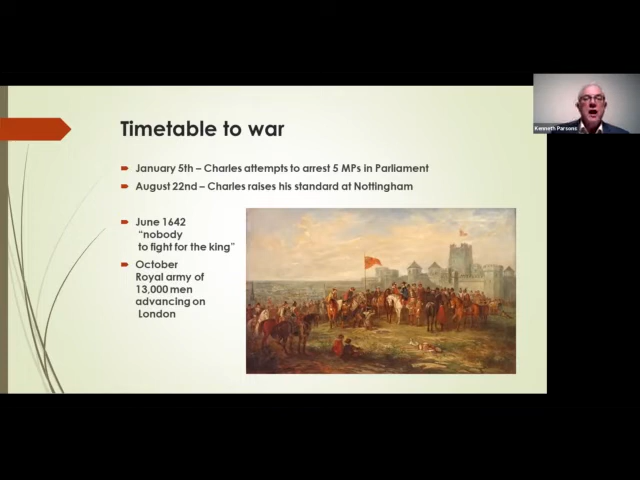 Timetable to war
January 5th – Charles attempts to arrest 5 MPs in Parliament
August 22nd – Charles raises his standard at Nottingham
June 1642
“nobody
to fight for the king”
October
Royal army of
13,000 men
advancing on
London
Kenneth Parsons